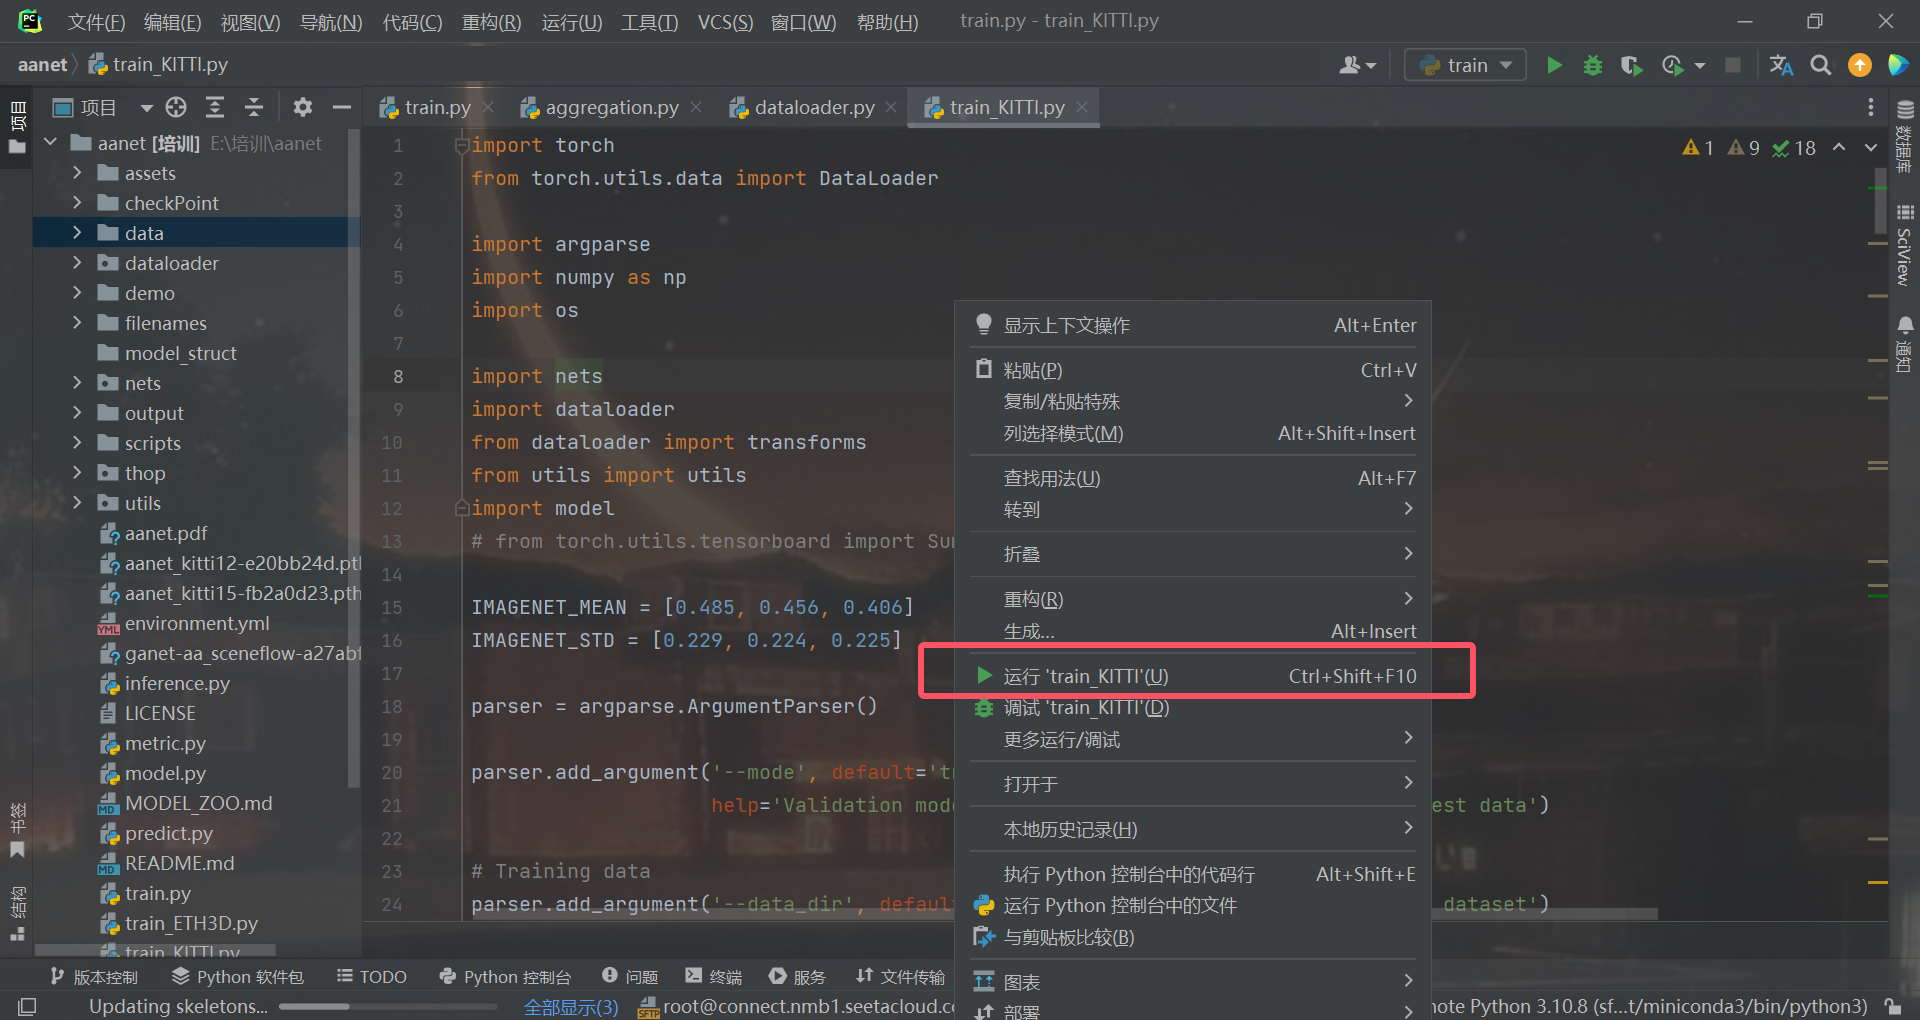 PC 文件(F) 编辑(E) 视图(V) 导航(N) 代码(C) 重构(R) 运行(U) 工具(T) VCS(S) 窗口(W) 帮助(H) train.py - train_KITTI.py
aanet train_KITTI.py train
项目 train.py aggregation.py dataloader.py train_KITTI.py
项目
aanet [培训] E:\培训\aanet
assets
checkPoint
data
dataloader
demo
filenames
model_struct
nets
output
scripts
thop
utils
aanet.pdf
aanet_kitti12-e20bb24d.pt
aanet_kitti15-fb2a0d23.pth
environment.yml
ganet-aa_sceneflow-a27abf
inference.py
LICENSE
metric.py
model.py
MODEL_ZOO.md
predict.py
README.md
train.py
train_ETH3D.py
train_KITTI.py
书签
结构
1 import torch
2 from torch.utils.data import DataLoader
3
4 import argparse
5 import numpy as np
6 import os
7
8 import nets
9 import dataloader
10 from dataloader import transforms
11 from utils import utils
12 import model
13 # from torch.utils.tensorboard import Su
14
15 IMAGENET_MEAN = [0.485, 0.456, 0.406]
16 IMAGENET_STD = [0.229, 0.224, 0.225]
17
18 parser = argparse.ArgumentParser()
19
20 parser.add_argument('--mode', default='t
21 help='Validation mod est data')
22
23 # Training data
24 parser.add_argument('--data_dir', defaul dataset')
1 9 18
数据库
SciView
通知
显示上下文操作 Alt+Enter
粘贴(P) Ctrl+V
复制/粘贴特殊
列选择模式(M) Alt+Shift+Insert
查找用法(U) Alt+F7
转到
折叠
重构(R)
生成... Alt+Insert
运行 'train_KITTI'(U) Ctrl+Shift+F10
调试 'train_KITTI'(D)
更多运行/调试
打开于
本地历史记录(H)
执行 Python 控制台中的代码行 Alt+Shift+E
运行 Python 控制台中的文件
与剪贴板比较(B)
图表
部署
版本控制 Python 软件包 TODO Python 控制台 问题 终端 服务 文件传输
Updating skeletons... 全部显示(3) SFTP root@connect.nmb1.seetacloud.c note Python 3.10.8 (sf...t/miniconda3/bin/python3)